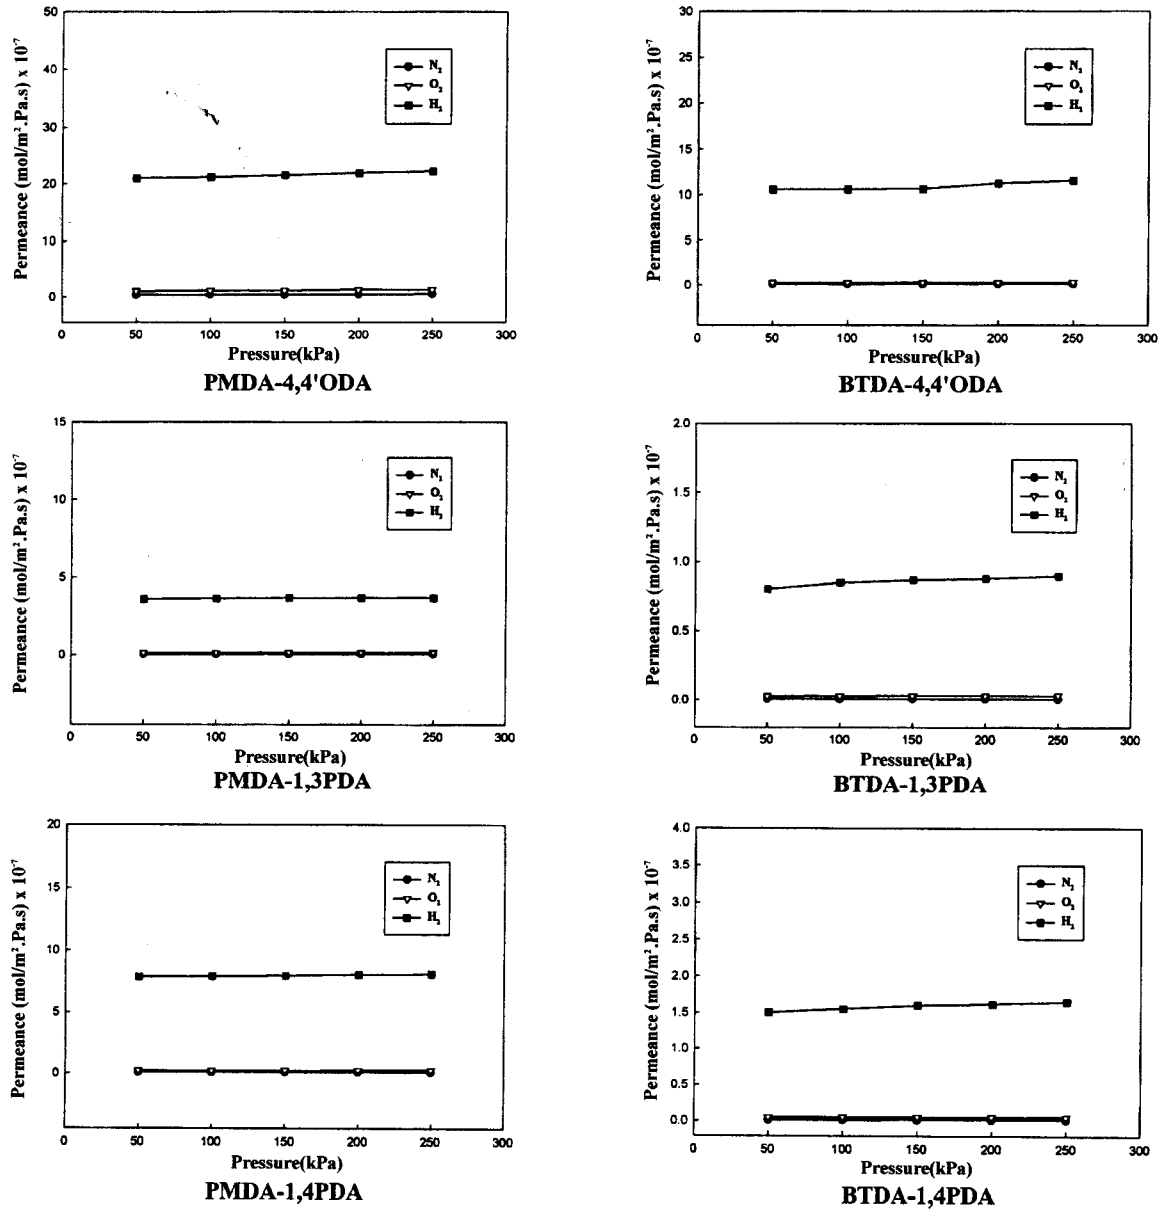 Permeance (mol/m².Pa.s) x 10⁻⁷
50
40
30
20
10
0
N₂
O₂
H₂
0 50 100 150 200 250 300
Pressure(kPa)
PMDA-4,4'ODA
Permeance (mol/m².Pa.s) x 10⁻⁷
30
25
20
15
10
5
0
N₂
O₂
H₂
0 50 100 150 200 250 300
Pressure(kPa)
BTDA-4,4'ODA
Permeance (mol/m².Pa.s) x 10⁻⁷
15
10
5
0
N₂
O₂
H₂
0 50 100 150 200 250 300
Pressure(kPa)
PMDA-1,3PDA
Permeance (mol/m².Pa.s) x 10⁻⁷
2.0
1.5
1.0
0.5
0.0
N₂
O₂
H₂
0 50 100 150 200 250 300
Pressure(kPa)
BTDA-1,3PDA
Permeance (mol/m².Pa.s) x 10⁻⁷
20
15
10
5
0
N₂
O₂
H₂
0 50 100 150 200 250 300
Pressure(kPa)
PMDA-1,4PDA
Permeance (mol/m².Pa.s) x 10⁻⁷
4.0
3.5
3.0
2.5
2.0
1.5
1.0
0.5
0.0
N₂
O₂
H₂
0 50 100 150 200 250 300
Pressure(kPa)
BTDA-1,4PDA